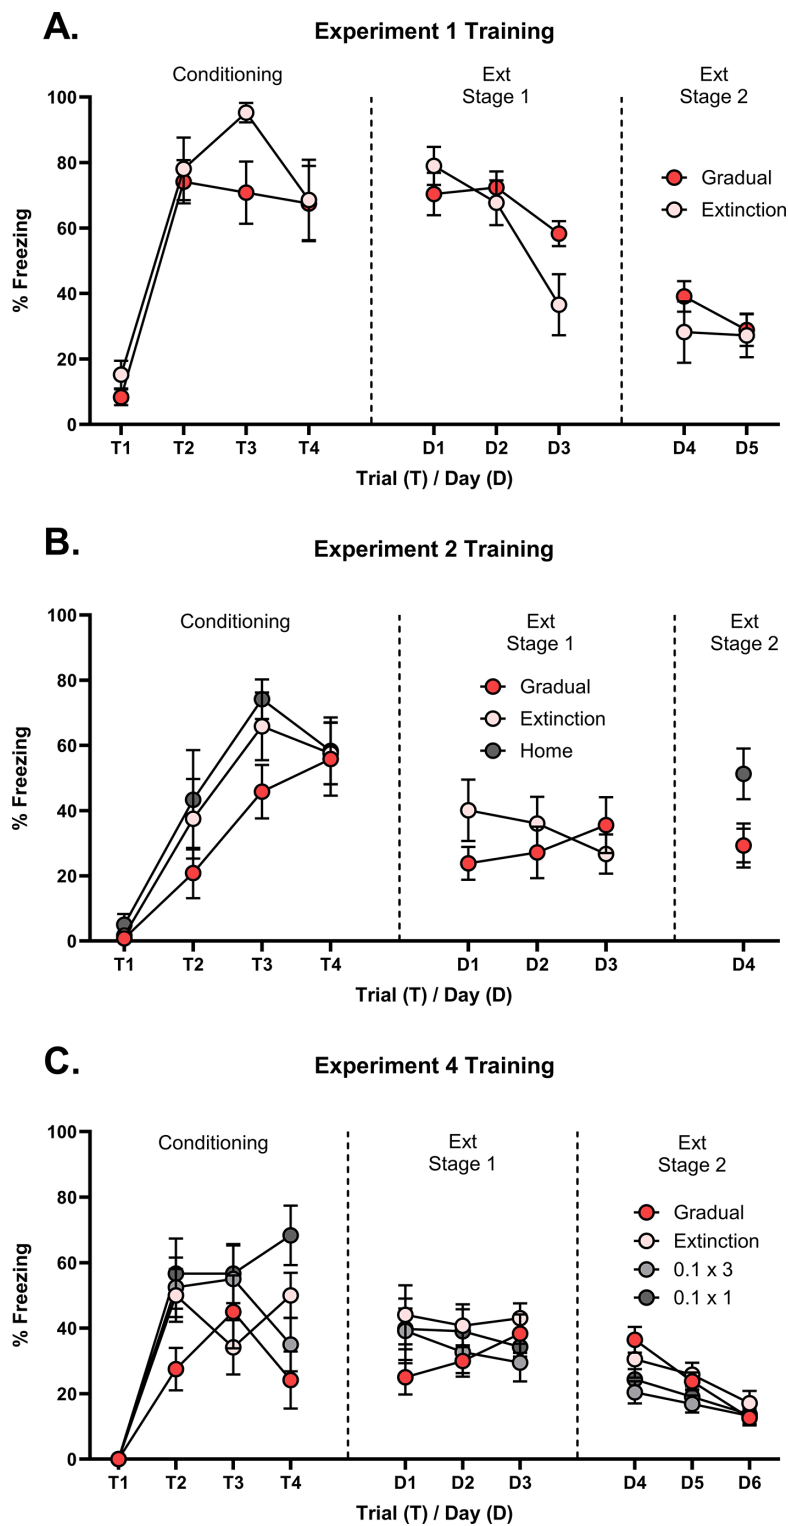 A.
Experiment 1 Training
Conditioning
Ext
Stage 1
Ext
Stage 2
100
80
60
40
20
0
% Freezing
Gradual
Extinction
T1 T2 T3 T4 D1 D2 D3 D4 D5
Trial (T) / Day (D)
B.
Experiment 2 Training
Conditioning
Ext
Stage 1
Ext
Stage 2
100
80
60
40
20
0
% Freezing
Gradual
Extinction
Home
T1 T2 T3 T4 D1 D2 D3 D4
Trial (T) / Day (D)
C.
Experiment 4 Training
Conditioning
Ext
Stage 1
Ext
Stage 2
100
80
60
40
20
0
% Freezing
Gradual
Extinction
0.1 x 3
0.1 x 1
T1 T2 T3 T4 D1 D2 D3 D4 D5 D6
Trial (T) / Day (D)